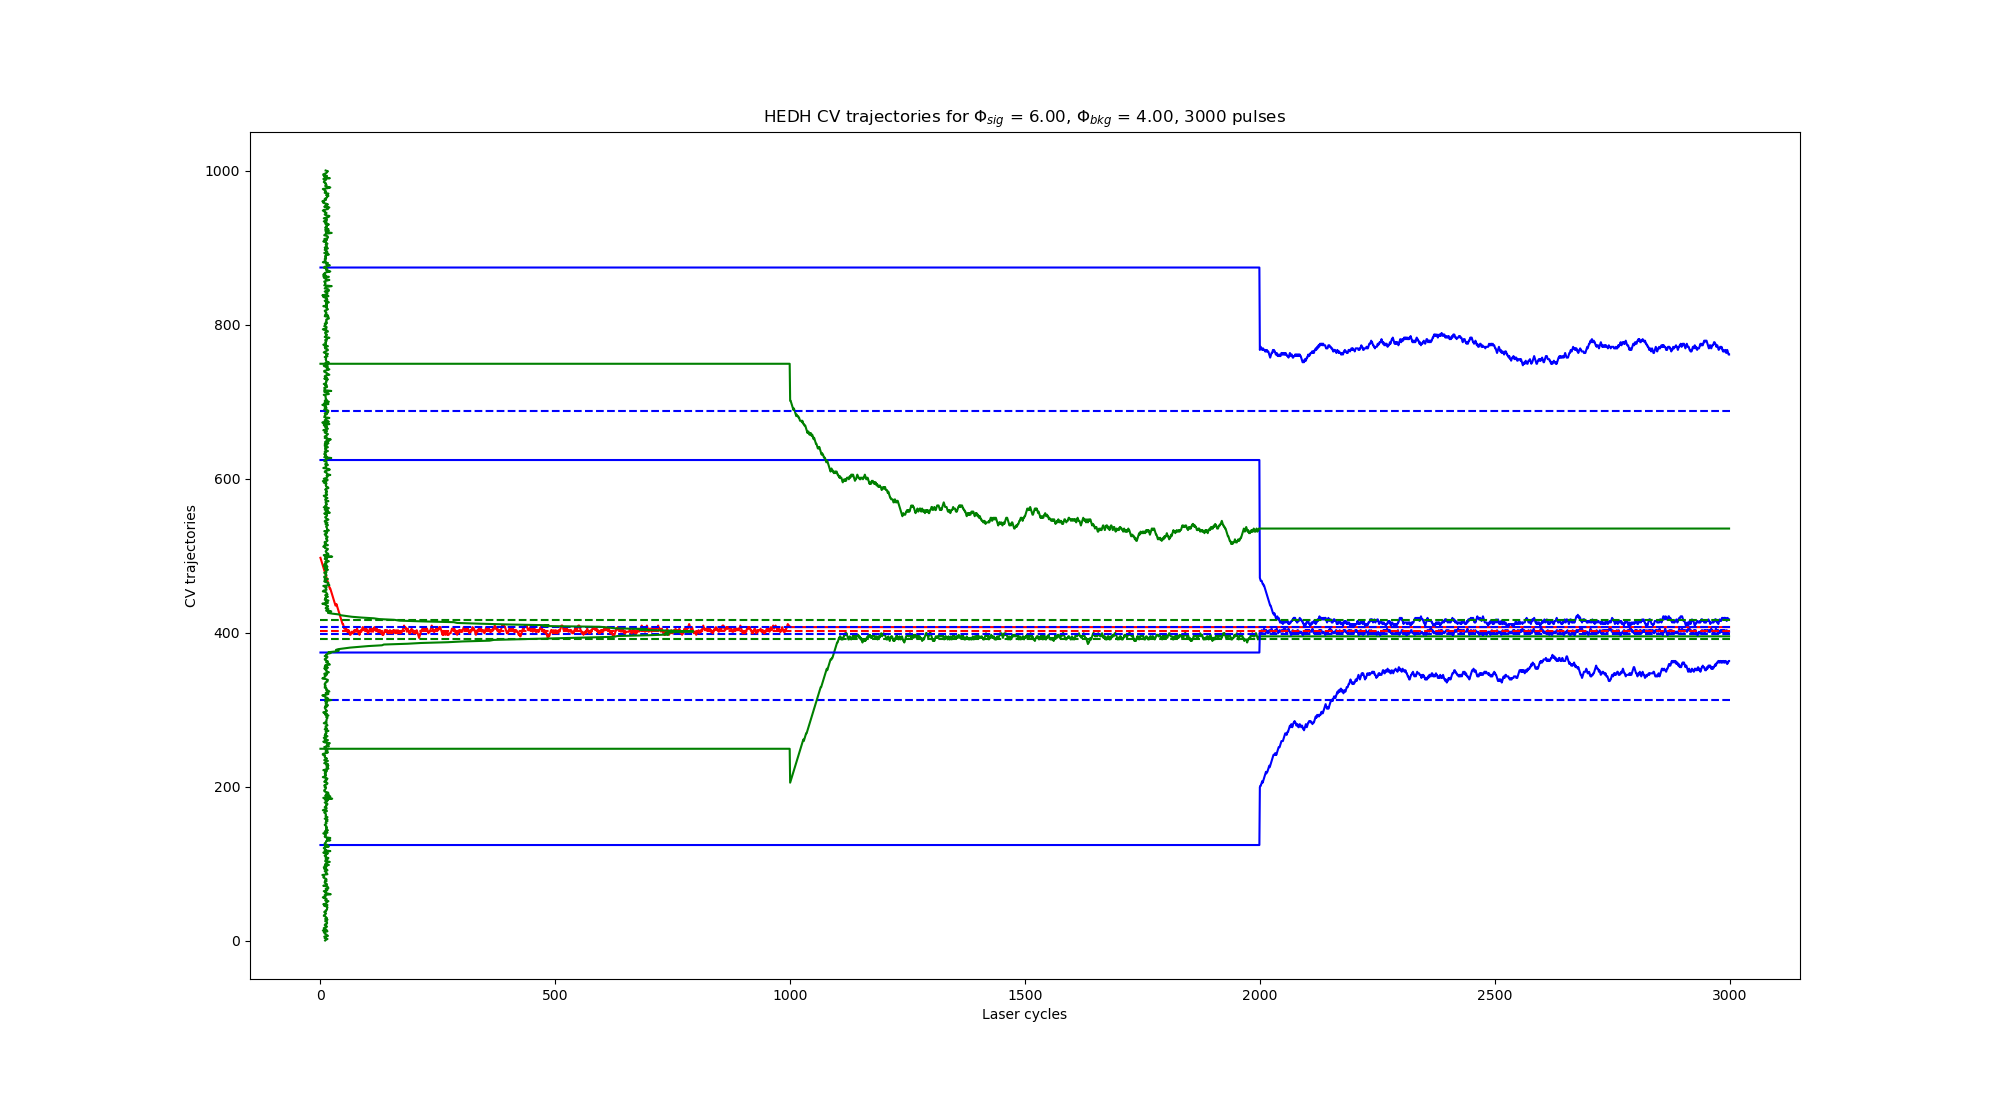 HEDH CV trajectories for Φsig = 6.00, Φbkg = 4.00, 3000 pulses
1000
800
600
400
200
0
CV trajectories
0 500 1000 1500 2000 2500 3000
Laser cycles